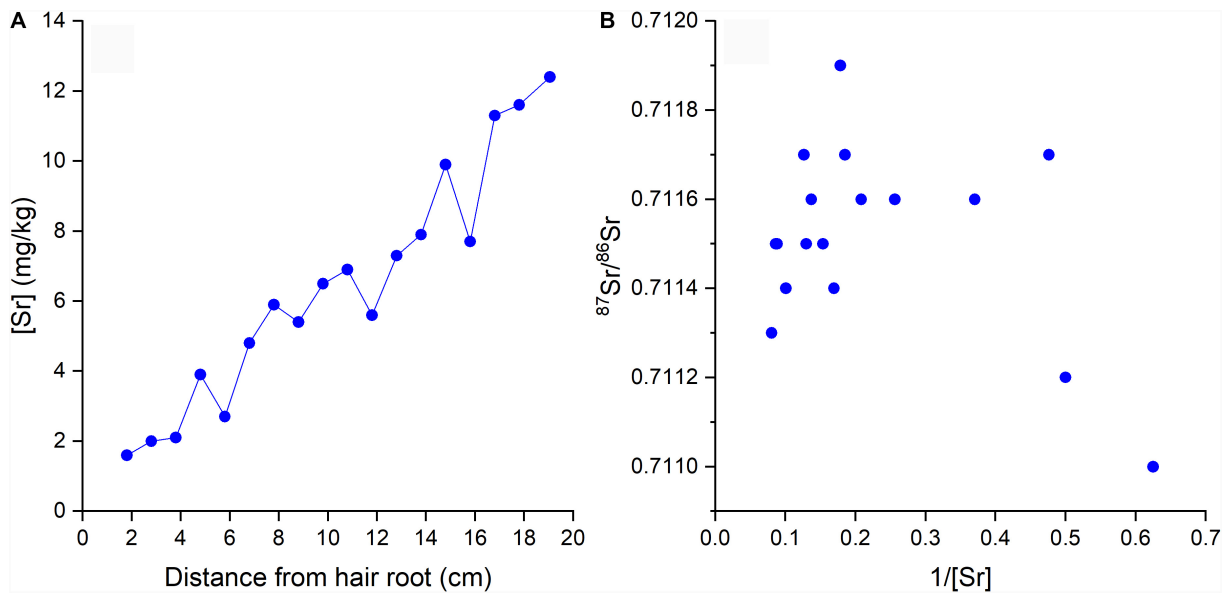 A
14
12
10
8
6
4
2
0
[Sr] (mg/kg)
0 2 4 6 8 10 12 14 16 18 20
Distance from hair root (cm)
B
0.7120
0.7118
0.7116
0.7114
0.7112
0.7110
⁸⁷Sr/⁸⁶Sr
0.0 0.1 0.2 0.3 0.4 0.5 0.6 0.7
1/[Sr]